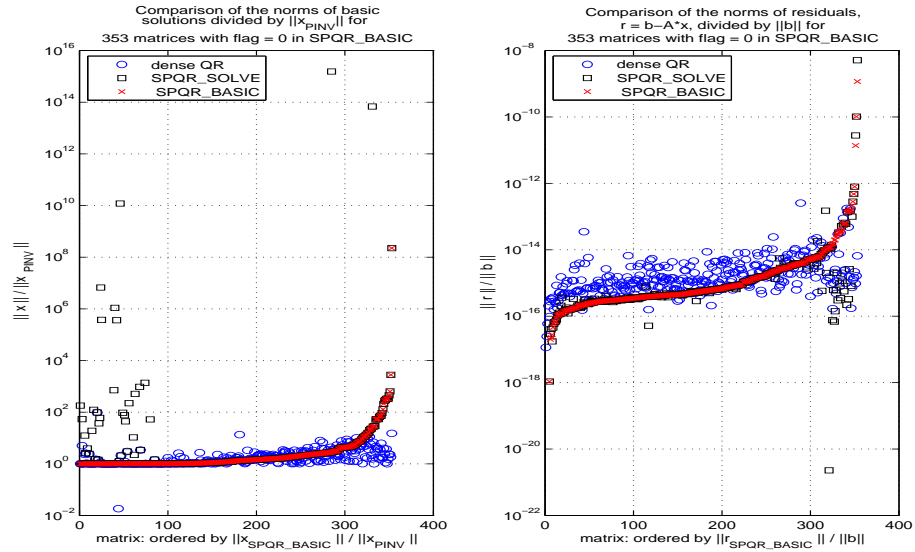 Comparison of the norms of basic
solutions divided by ||x_PINV|| for
353 matrices with flag = 0 in SPQR_BASIC
dense QR
SPQR_SOLVE
SPQR_BASIC
|| x || / ||x_PINV ||
10^16
10^14
10^12
10^10
10^8
10^6
10^4
10^2
10^0
10^−2
0
100
200
300
400
matrix: ordered by ||x_SPQR_BASIC || / ||x_PINV ||
Comparison of the norms of residuals,
r = b−A*x, divided by ||b|| for
353 matrices with flag = 0 in SPQR_BASIC
dense QR
SPQR_SOLVE
SPQR_BASIC
|| r || / || b ||
10^−8
10^−10
10^−12
10^−14
10^−16
10^−18
10^−20
10^−22
0
100
200
300
400
matrix: ordered by ||r_SPQR_BASIC || / ||b||